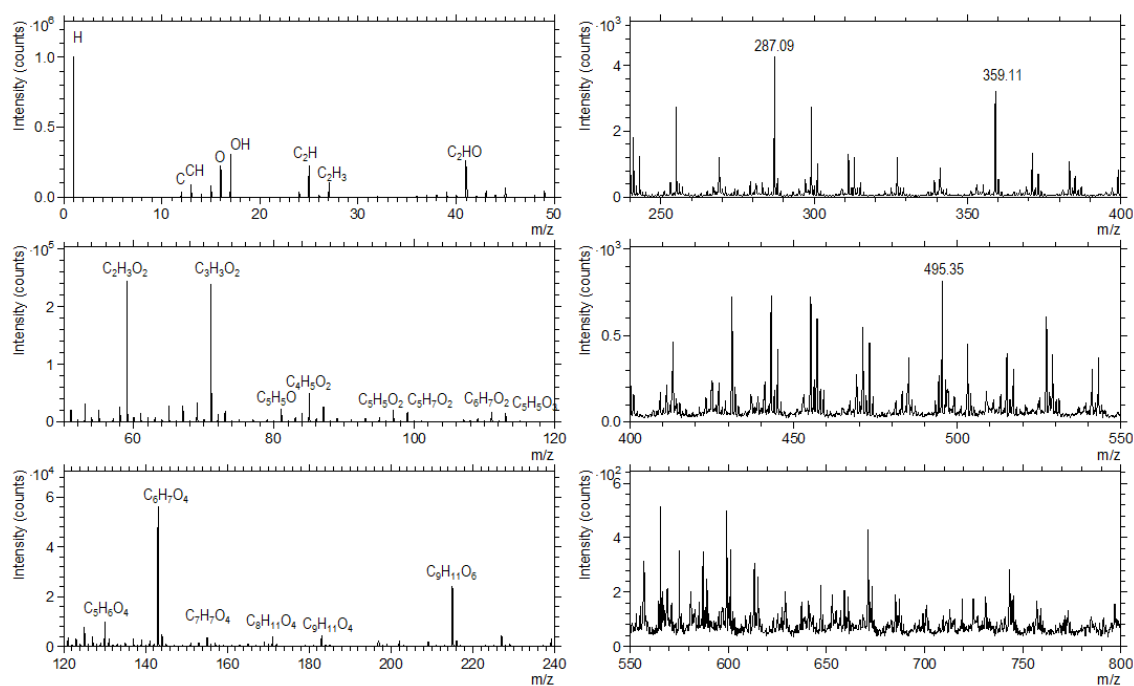 ·10⁶
Intensity (counts)
1.0
0.5
0.0
H
C
CH
O
OH
C₂H
C₂H₃
C₂HO
0 10 20 30 40 50
m/z
·10³
Intensity (counts)
4
2
0
287.09
359.11
250 300 350 400
m/z
·10⁵
Intensity (counts)
2
1
0
C₂H₃O₂
C₃H₃O₂
C₅H₅O
C₄H₅O₂
C₅H₅O₂
C₅H₇O₂
C₆H₇O₂
60 80 100 120
m/z
·10³
Intensity (counts)
1.0
0.5
0.0
495.35
400 450 500 550
m/z
·10⁴
Intensity (counts)
6
4
2
0
C₆H₇O₄
C₅H₆O₄
C₇H₇O₄
C₈H₁₁O₄
C₉H₁₁O₄
C₉H₁₁O₆
120 140 160 180 200 220 240
m/z
·10²
Intensity (counts)
6
4
2
0
550 600 650 700 750 800
m/z